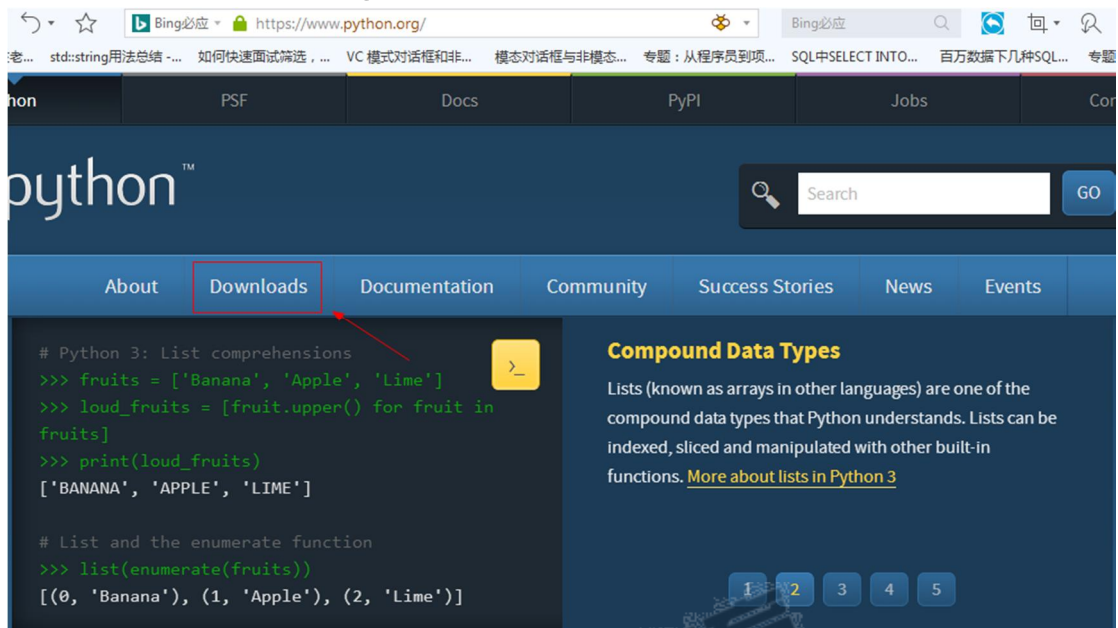 Bing必应 https://www.python.org/ Bing必应
老... std::string用法总结 -... 如何快速面试筛选，... VC 模式对话框和非... 模态对话框与非模态... 专题：从程序员到项... SQL中SELECT INTO... 百万数据下几种SQL... 专题
hon PSF Docs PyPI Jobs Cor
python™
Search GO
About Downloads Documentation Community Success Stories News Events
# Python 3: List comprehensions
>>> fruits = ['Banana', 'Apple', 'Lime']
>>> loud_fruits = [fruit.upper() for fruit in
fruits]
>>> print(loud_fruits)
['BANANA', 'APPLE', 'LIME']
# List and the enumerate function
>>> list(enumerate(fruits))
[(0, 'Banana'), (1, 'Apple'), (2, 'Lime')]
>_
Compound Data Types
Lists (known as arrays in other languages) are one of the
compound data types that Python understands. Lists can be
indexed, sliced and manipulated with other built-in
functions. More about lists in Python 3
1 2 3 4 5